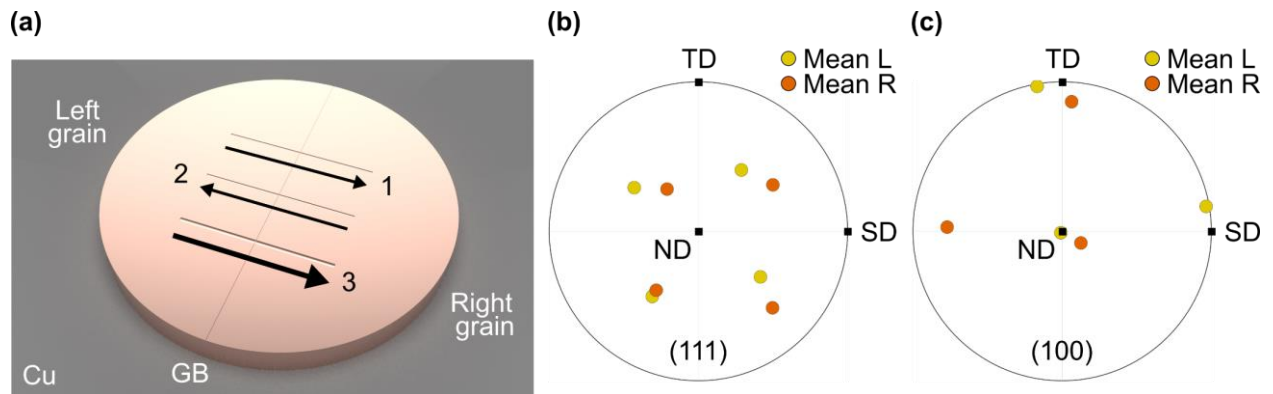 (a)
Left
grain
1
2
3
Right
grain
Cu
GB
(b)
TD
Mean L
Mean R
ND
SD
(111)
(c)
TD
Mean L
Mean R
ND
SD
(100)